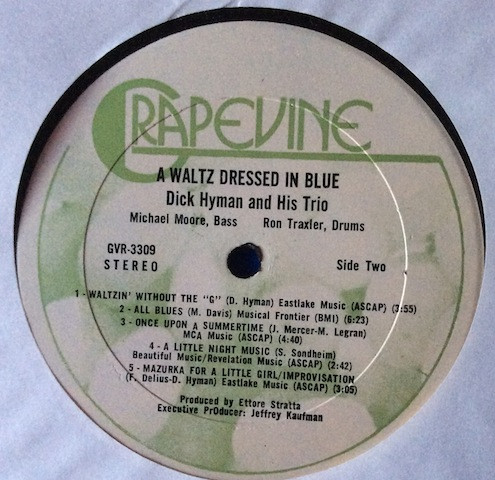 GRAPEVINE
A WALTZ DRESSED IN BLUE
Dick Hyman and His Trio
Michael Moore, Bass Ron Traxler, Drums
GVR-3309
STEREO
Side Two
1 - WALTZIN' WITHOUT THE "G" (D. Hyman) Eastlake Music (ASCAP) (3:55)
2 - ALL BLUES (M. Davis) Musical Frontier (BMI) (6:23)
3 - ONCE UPON A SUMMERTIME (J. Mercer-M. Legran)
MCA Music (ASCAP) (4:40)
4 - A LITTLE NIGHT MUSIC (S. Sondheim)
Beautiful Music/Revelation Music (ASCAP) (2:42)
5 - MAZURKA FOR A LITTLE GIRL/IMPROVISATION
(F. Delius-D. Hyman) Eastlake Music (ASCAP) (3:05)
Produced by Ettore Stratta
Executive PrOducer: Jeffrey Kaufman